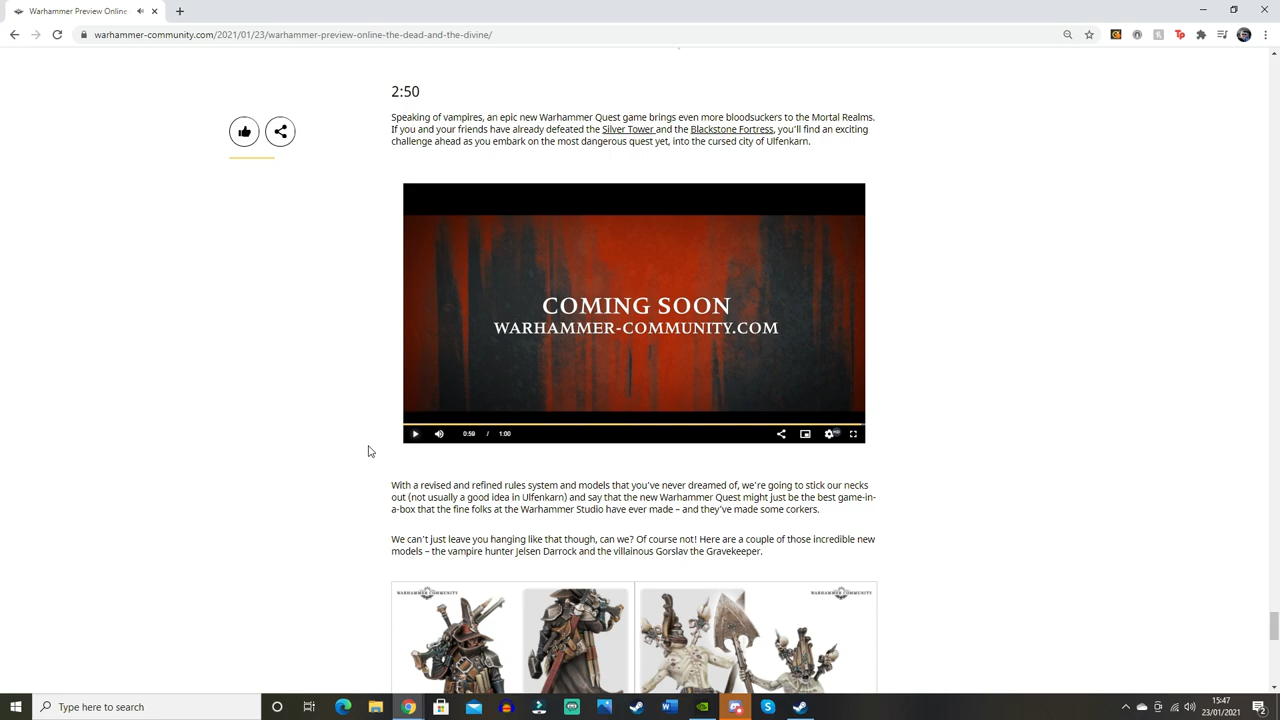 Warhammer Preview Online
warhammer-community.com/2021/01/23/warhammer-preview-online-the-dead-and-the-divine/
2:50
Speaking of vampires, an epic new Warhammer Quest game brings even more bloodsuckers to the Mortal Realms.
If you and your friends have already defeated the Silver Tower and the Blackstone Fortress, you'll find an exciting
challenge ahead as you embark on the most dangerous quest yet, into the cursed city of Ulfenkarn.
COMING SOON
WARHAMMER-COMMUNITY.COM
0:59 / 1:00
HD
With a revised and refined rules system and models that you've never dreamed of, we're going to stick our necks
out (not usually a good idea in Ulfenkarn) and say that the new Warhammer Quest might just be the best game-in-
a-box that the fine folks at the Warhammer Studio have ever made – and they've made some corkers.
We can't just leave you hanging like that though, can we? Of course not! Here are a couple of those incredible new
models – the vampire hunter Jelsen Darrock and the villainous Gorslav the Gravekeeper.
WARHAMMER COMMUNITY
WARHAMMER COMMUNITY
Type here to search
15:47
23/01/2021
2